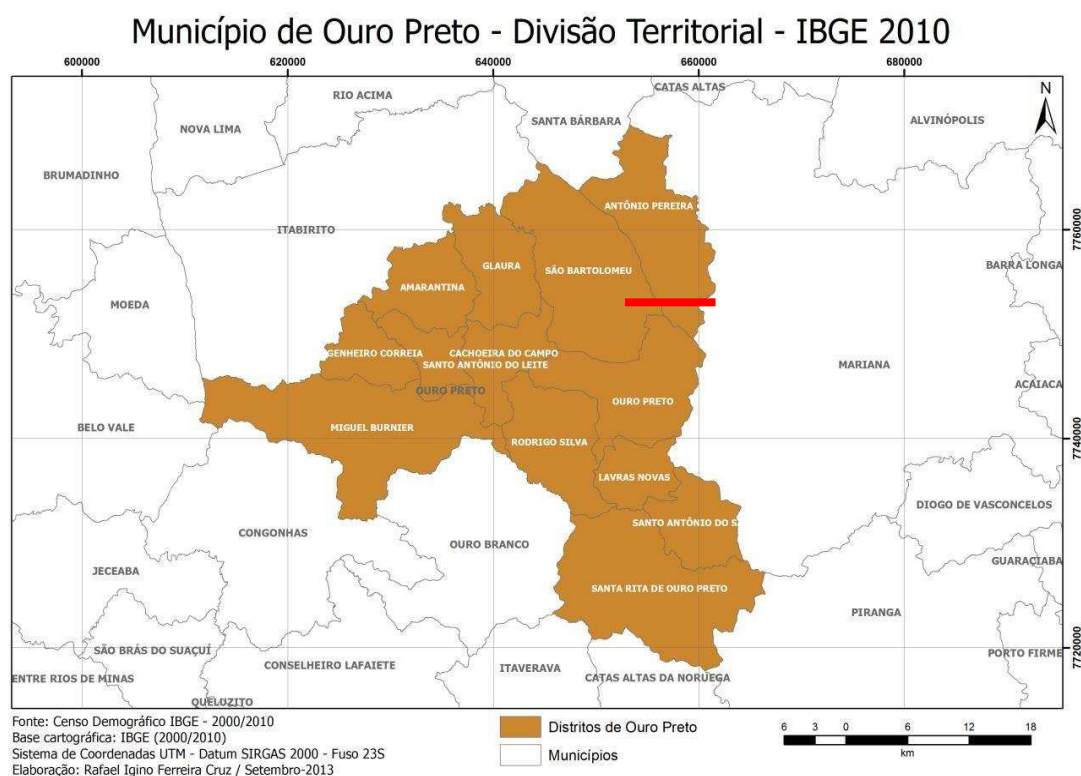 Município de Ouro Preto - Divisão Territorial - IBGE 2010
600000 620000 640000 660000 680000
CATAS ALTAS
N
RIO ACIMA
SANTA BÁRBARA
ALVINÓPOLIS
NOVA LIMA
BRUMADINHO
ANTÔNIO PEREIRA
7760000
ITABIRITO
GLAURA
SÃO BARTOLOMEU
BARRA LONGA
AMARANTINA
MOEDA
GENHEIRO CORREIA
CACHOEIRA DO CAMPO
SANTO ANTÔNIO DO LEITE
MARIANA
ACAIACA
OURO PRETO
OURO PRETO
BELO VALE
MIGUEL BURNIER
RODRIGO SILVA
7740000
LAVRAS NOVAS
DIOGO DE VASCONCELOS
SANTO ANTÔNIO DO S
CONGONHAS
OURO BRANCO
JECEABA
GUARACIABA
SANTA RITA DE OURO PRETO
PIRANGA
7720000
SÃO BRÁS DO SUAÇUÍ
PORTO FIRME
CONSELHEIRO LAFAIETE
ITAVERAVA
ENTRE RIOS DE MINAS
CATAS ALTAS DA NORUEGA
QUELUZITO
Fonte: Censo Demográfico IBGE - 2000/2010
Base cartográfica: IBGE (2000/2010)
Sistema de Coordenadas UTM - Datum SIRGAS 2000 - Fuso 23S
Elaboração: Rafael Igino Ferreira Cruz / Setembro-2013
Distritos de Ouro Preto
Municípios
6 3 0 6 12 18
km